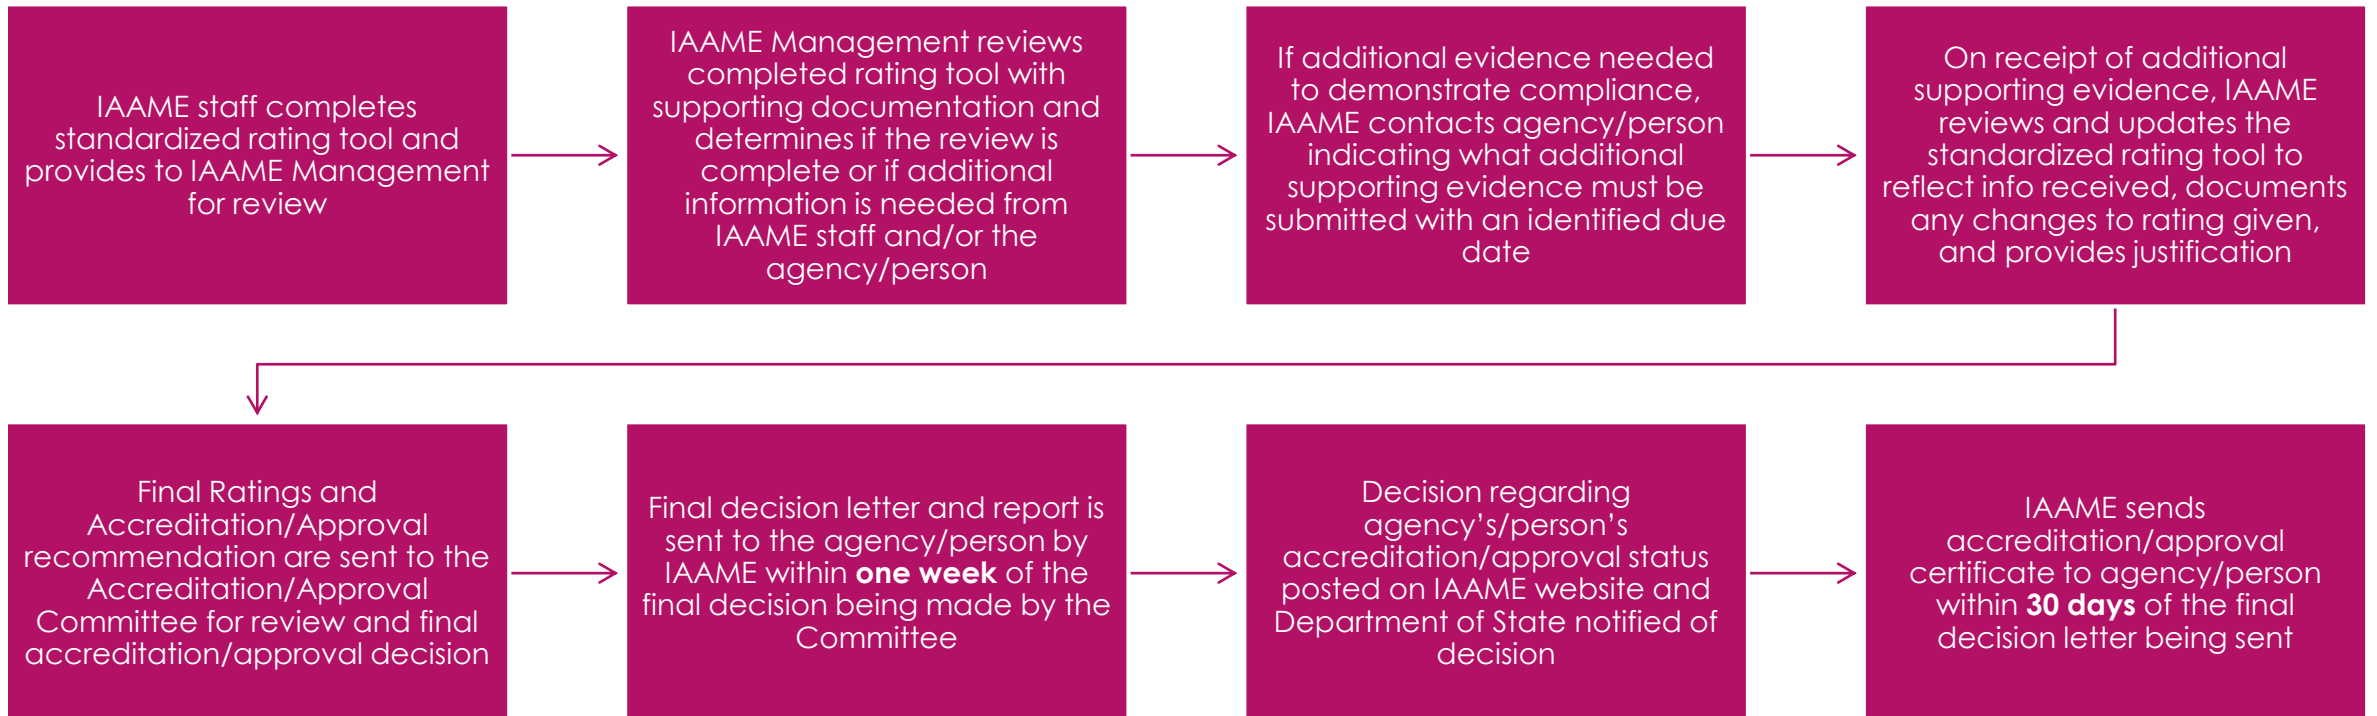 IAAME staff completes
standardized rating tool and
provides to IAAME Management
for review
IAAME Management reviews
completed rating tool with
supporting documentation and
determines if the review is
complete or if additional
information is needed from
IAAME staff and/or the
agency/person
If additional evidence needed
to demonstrate compliance,
IAAME contacts agency/person
indicating what additional
supporting evidence must be
submitted with an identified due
date
On receipt of additional
supporting evidence, IAAME
reviews and updates the
standardized rating tool to
reflect info received, documents
any changes to rating given,
and provides justification
Final Ratings and
Accreditation/Approval
recommendation are sent to the
Accreditation/Approval
Committee for review and final
accreditation/approval decision
Final decision letter and report is
sent to the agency/person by
IAAME within one week of the
final decision being made by the
Committee
Decision regarding
agency’s/person’s
accreditation/approval status
posted on IAAME website and
Department of State notified of
decision
IAAME sends
accreditation/approval
certificate to agency/person
within 30 days of the final
decision letter being sent